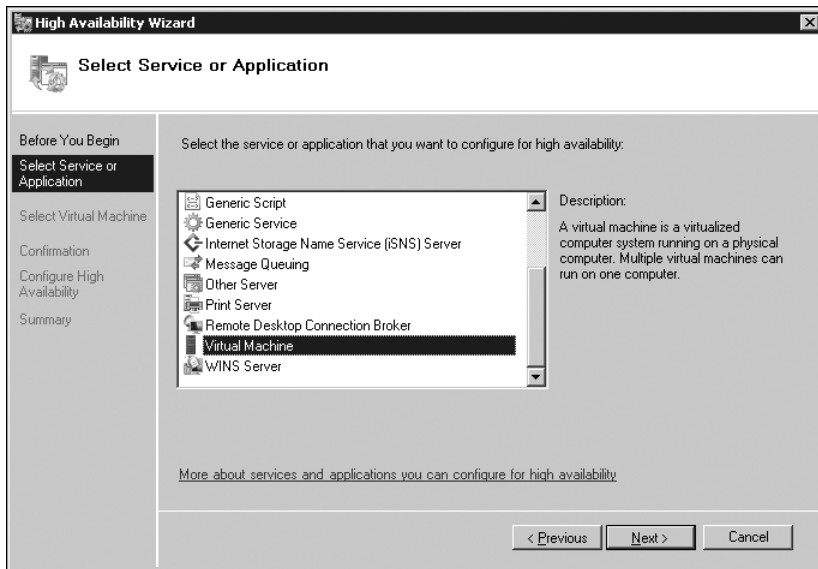 High Availability Wizard
Select Service or Application
Before You Begin
Select Service or
Application
Select Virtual Machine
Confirmation
Configure High
Availability
Summary
Select the service or application that you want to configure for high availability:
Generic Script
Generic Service
Internet Storage Name Service (iSNS) Server
Message Queuing
Other Server
Print Server
Remote Desktop Connection Broker
Virtual Machine
WINS Server
Description:
A virtual machine is a virtualized
computer system running on a physical
computer. Multiple virtual machines can
run on one computer.
More about services and applications you can configure for high availability
< Previous
Next >
Cancel